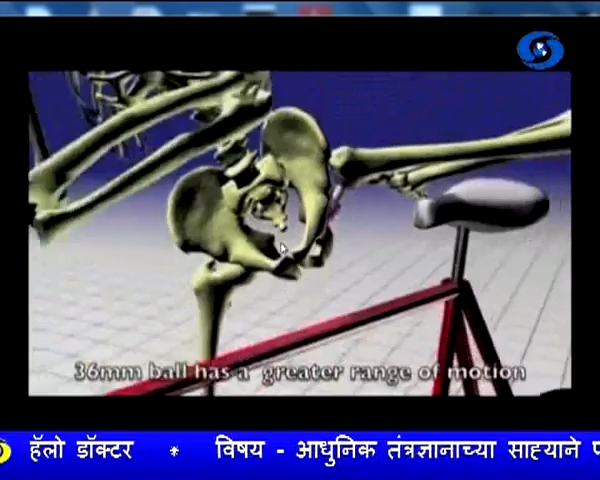 36mm ball has a greater range of motion
हॅलो डॉक्टर * विषय - आधुनिक तंत्रज्ञानाच्या साह्याने